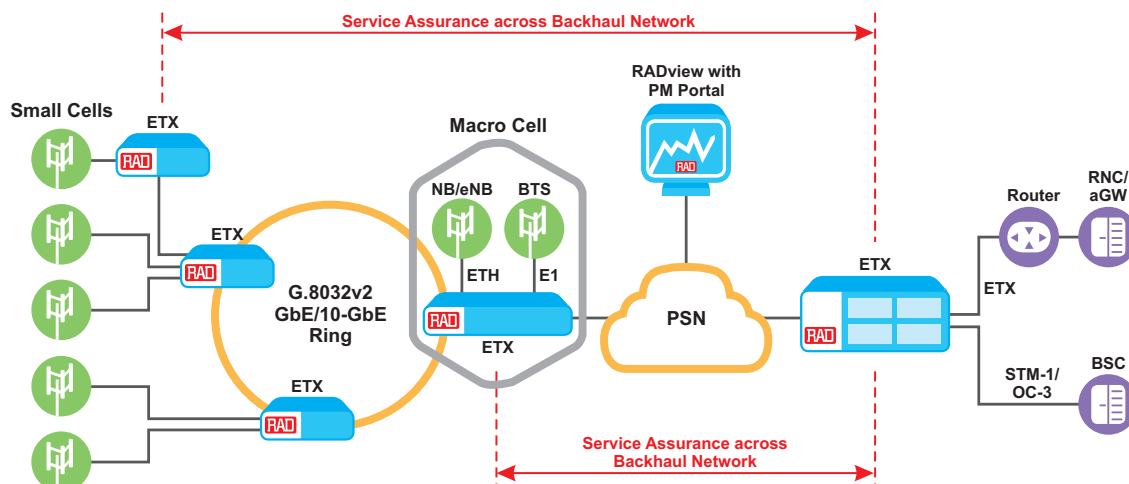 Service Assurance across Backhaul Network
RADview with
PM Portal
Small Cells
ETX
RAD
Macro Cell
NB/eNB
BTS
RAD
Router
RNC/
aGW
ETX
RAD
ETH
E1
ETX
G.8032v2
GbE/10-GbE
Ring
RAD
ETX
PSN
RAD
ETX
ETX
RAD
STM-1/
OC-3
BSC
Service Assurance across
Backhaul Network